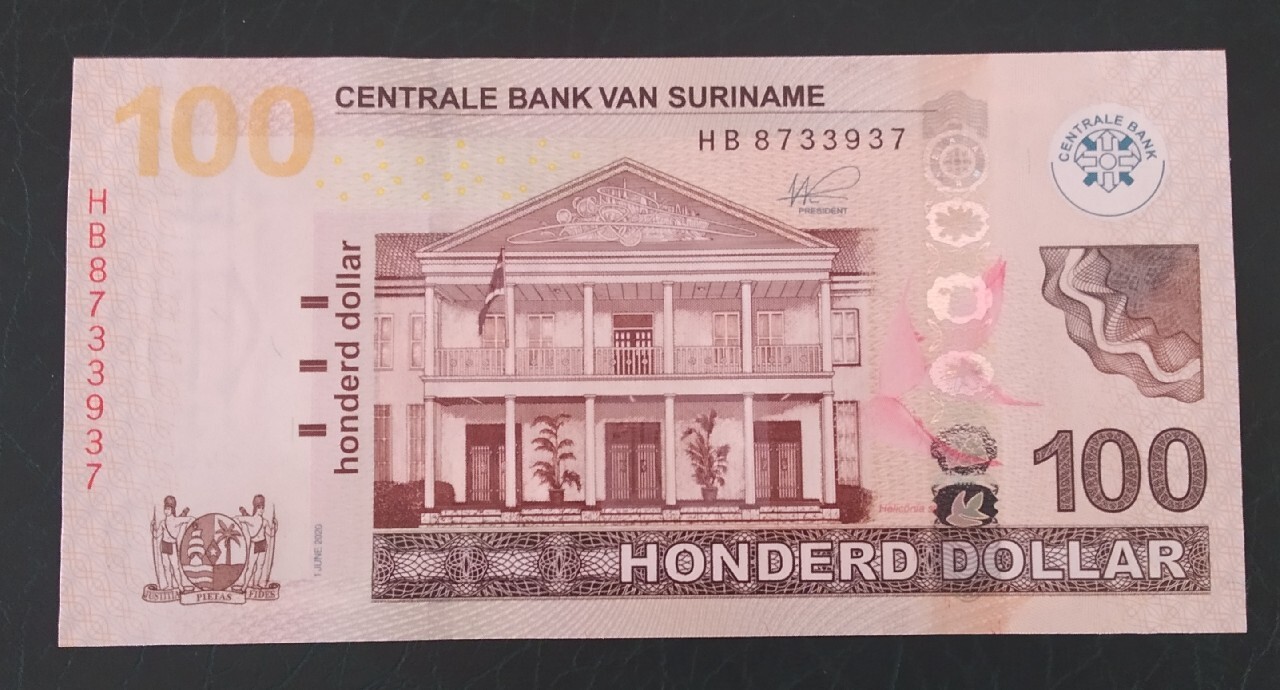 100
CENTRALE BANK VAN SURINAME
HB 8733937
PRESIDENT
CENTRALE BANK
HB8733937
honderd dollar
1 JUNE 2020
Heliconia
100
HONDERD DOLLAR
JUSTITIA PIETAS FIDES